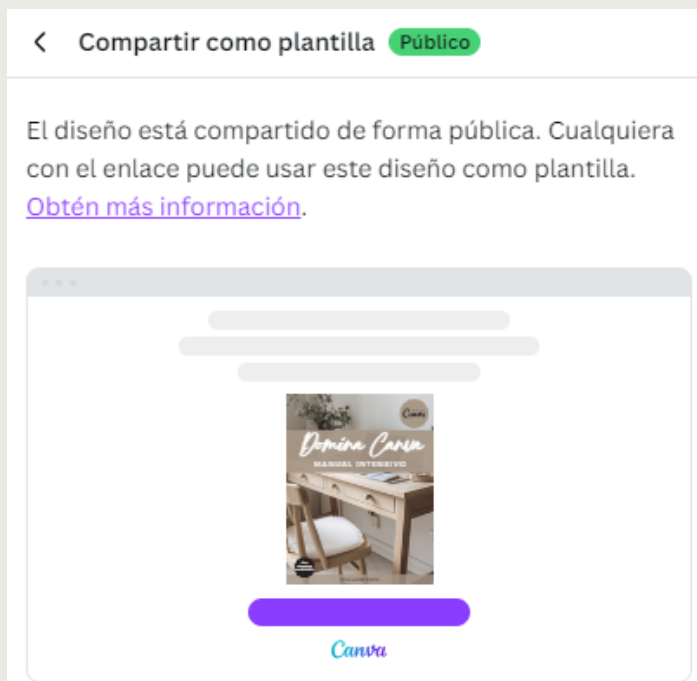 Compartir como plantilla Público
El diseño está compartido de forma pública. Cualquiera
con el enlace puede usar este diseño como plantilla.
Obtén más información.
Canva
Domina Canva
MANUAL INTENSIVO
Canva